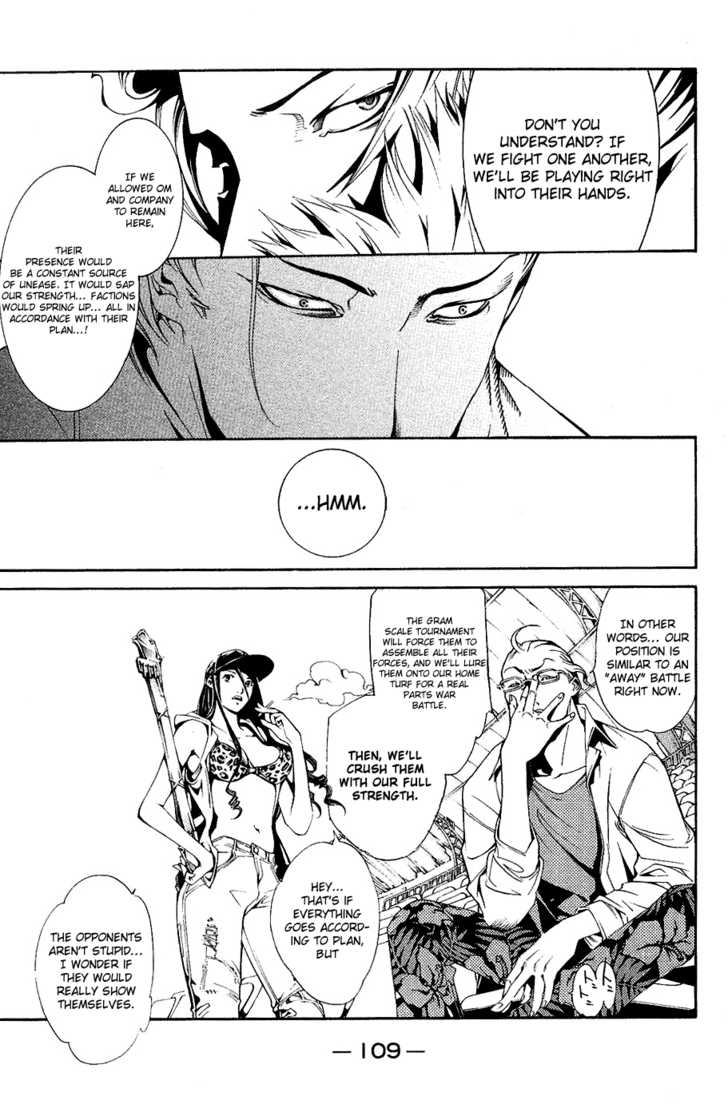 DON'T YOU
UNDERSTAND? IF
WE FIGHT ONE ANOTHER,
WE'LL BE PLAYING RIGHT
INTO THEIR HANDS.
IF WE
ALLOWED OM
AND COMPANY
TO REMAIN
HERE,
THEIR
PRESENCE WOULD
BE A CONSTANT SOURCE
OF UNEASE. IT WOULD SAP
OUR STRENGTH... FACTIONS
WOULD SPRING UP... ALL IN
ACCORDANCE WITH THEIR
PLAN...!
...HMM.
IN OTHER
WORDS... OUR
POSITION IS
SIMILAR TO AN
"AWAY" BATTLE
RIGHT NOW.
THE GRAM
SCALE TOURNAMENT
WILL FORCE THEM TO
ASSEMBLE ALL THEIR
FORCES, AND WE'LL LURE
THEM ONTO OUR HOME
TURF FOR A REAL
PARTS WAR
BATTLE.
THEN, WE'LL
CRUSH THEM
WITH OUR FULL
STRENGTH.
HEY...
THAT'S IF
EVERYTHING
GOES ACCORD-
ING TO PLAN,
BUT
THE OPPONENTS
AREN'T STUPID...
I WONDER IF
THEY WOULD
REALLY SHOW
THEMSELVES.
— 109 —